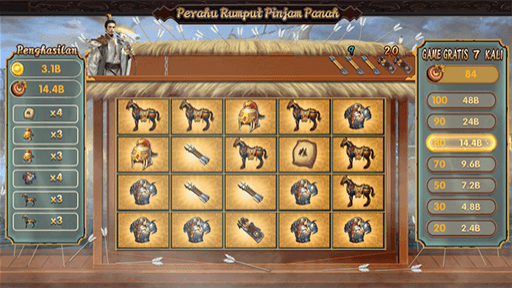 Perahu Rumput Pinjam Panah
Penghasilan
3.1B
14.4B
x4
x3
x3
x4
x3
x3
9
20
GAME GRATIS 7 KALI
84
100 48B
90 24B
80 14.4B
70 9.6B
50 7.2B
30 4.8B
20 2.4B